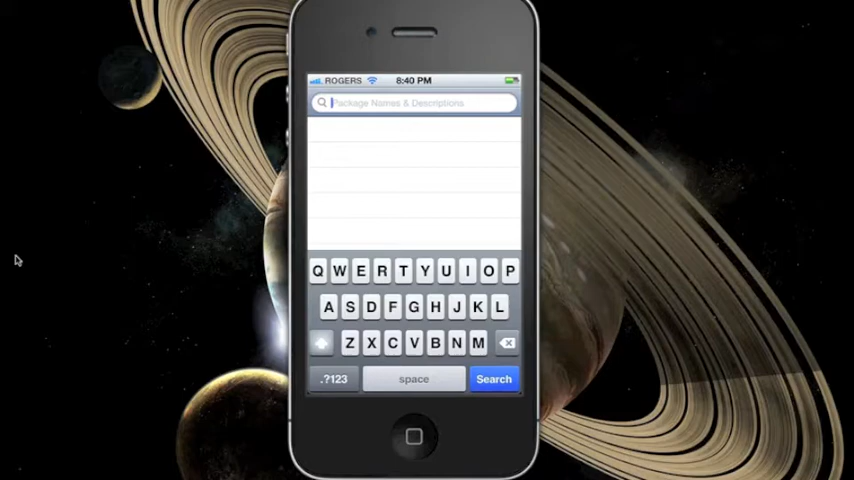 ROGERS 8:40 PM
Package Names & Descriptions
Q W E R T Y U I O P
A S D F G H J K L
Z X C V B N M
.?123 space Search